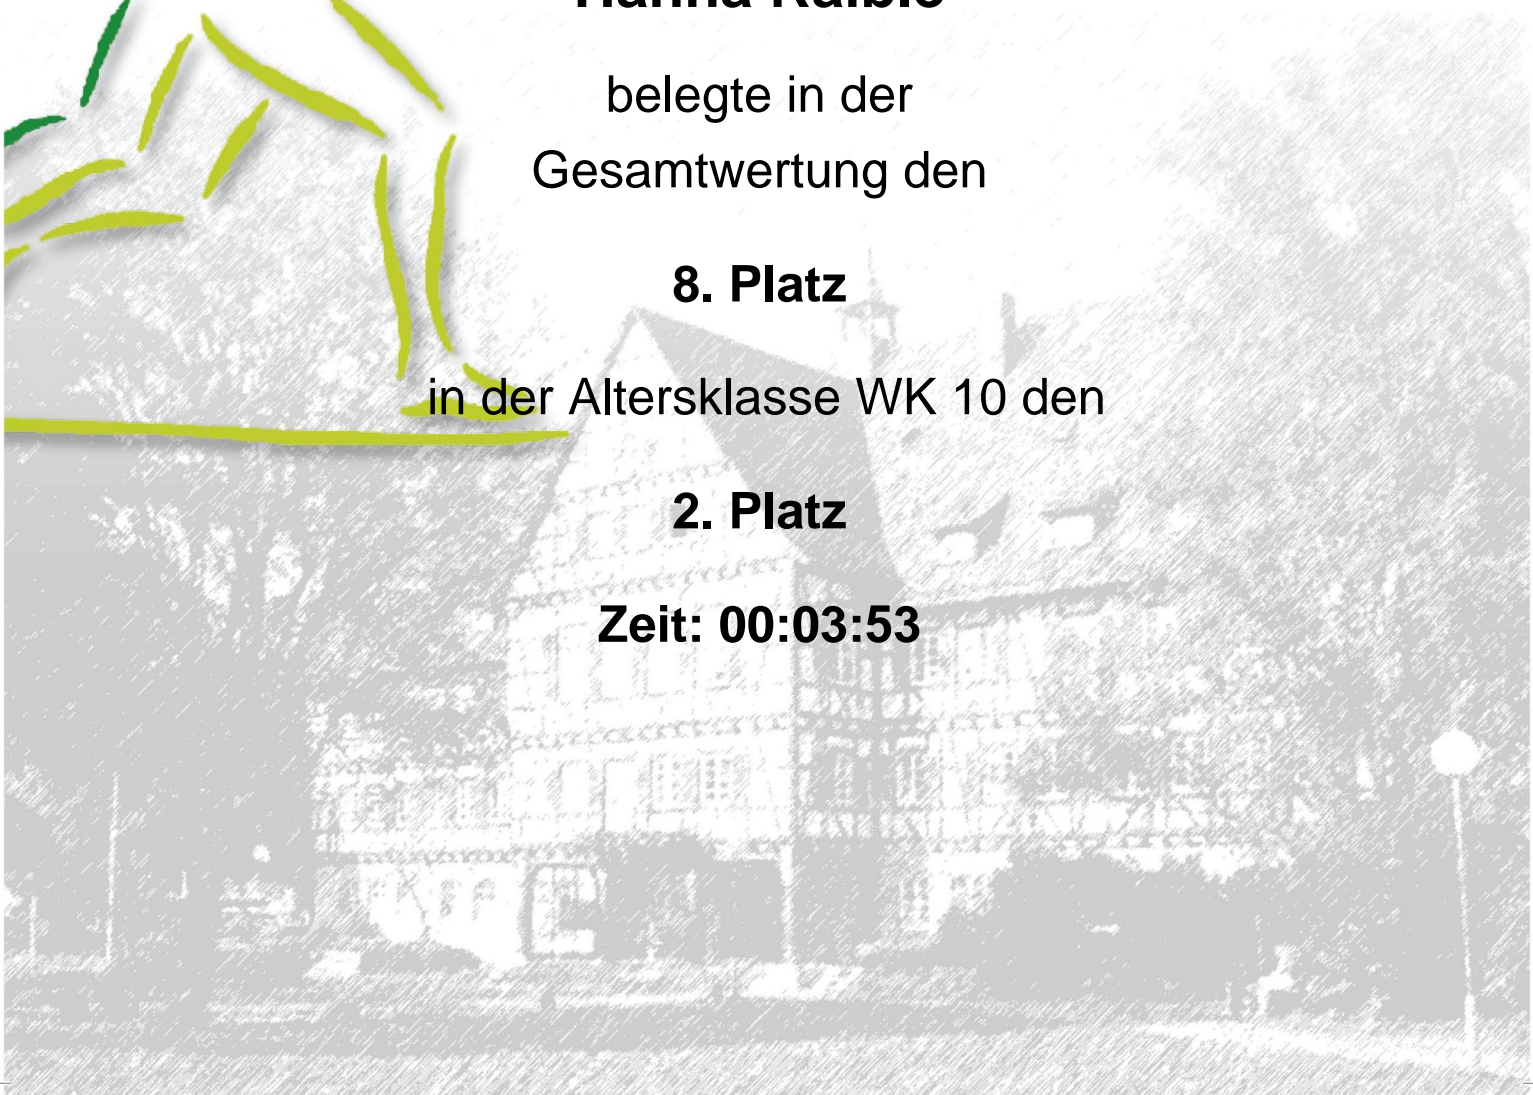 belegte in der
Gesamtwertung den
8. Platz
in der Altersklasse WK 10 den
2. Platz
Zeit: 00:03:53